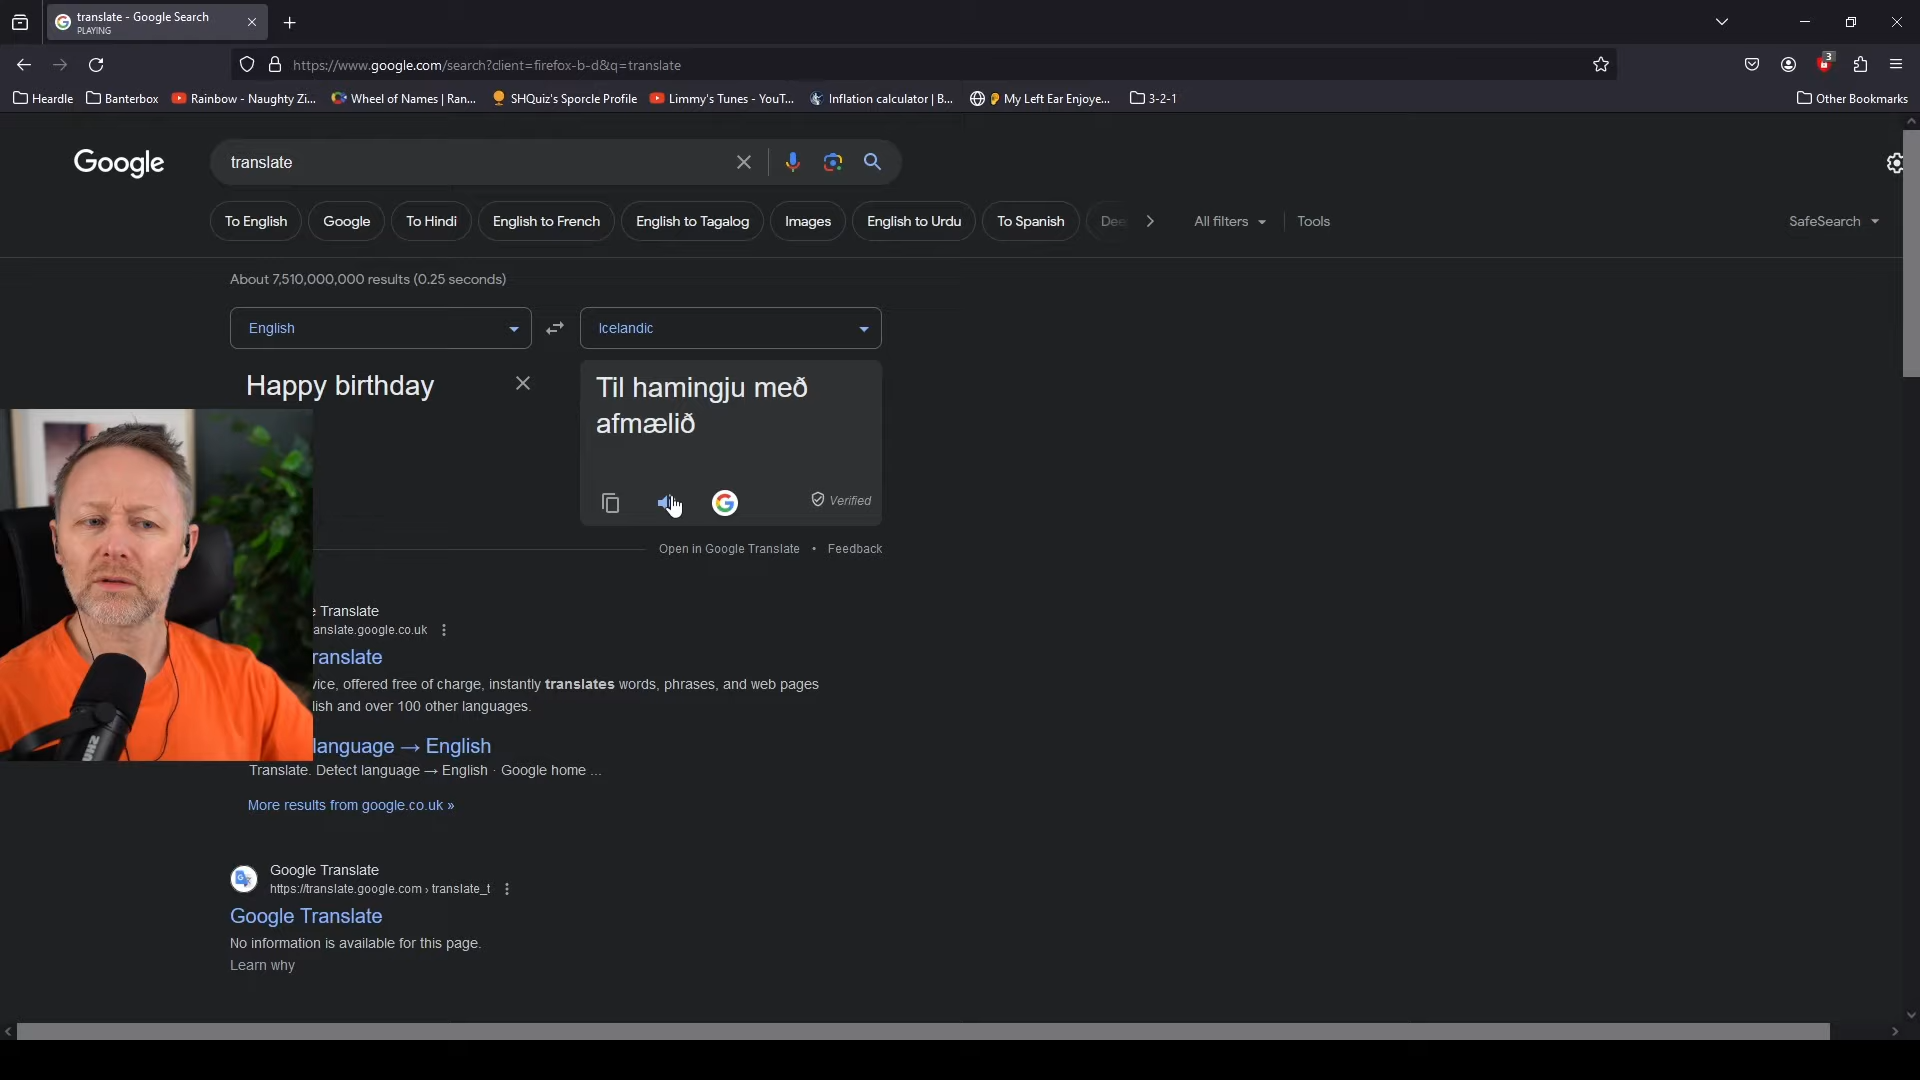 translate - Google Search
PLAYING
https://www.google.com/search?client=firefox-b-d&q=translate
3
Heardle
Banterbox
Rainbow - Naughty Zi...
Wheel of Names | Ran...
SHQuiz's Sporcle Profile
Limmy's Tunes - YouT...
Inflation calculator | B...
My Left Ear Enjoye...
3-2-1
Other Bookmarks
Google
translate
To English
Google
To Hindi
English to French
English to Tagalog
Images
English to Urdu
To Spanish
Dee
All filters
Tools
SafeSearch
About 7,510,000,000 results (0.25 seconds)
English
Icelandic
Happy birthday
Til hamingju með
afmælið
Verified
Open in Google Translate • Feedback
e Translate
anslate.google.co.uk
ranslate
vice, offered free of charge, instantly translates words, phrases, and web pages
lish and over 100 other languages.
language → English
Translate. Detect language → English · Google home ...
More results from google.co.uk »
Google Translate
https://translate.google.com › translate_t
Google Translate
No information is available for this page.
Learn why